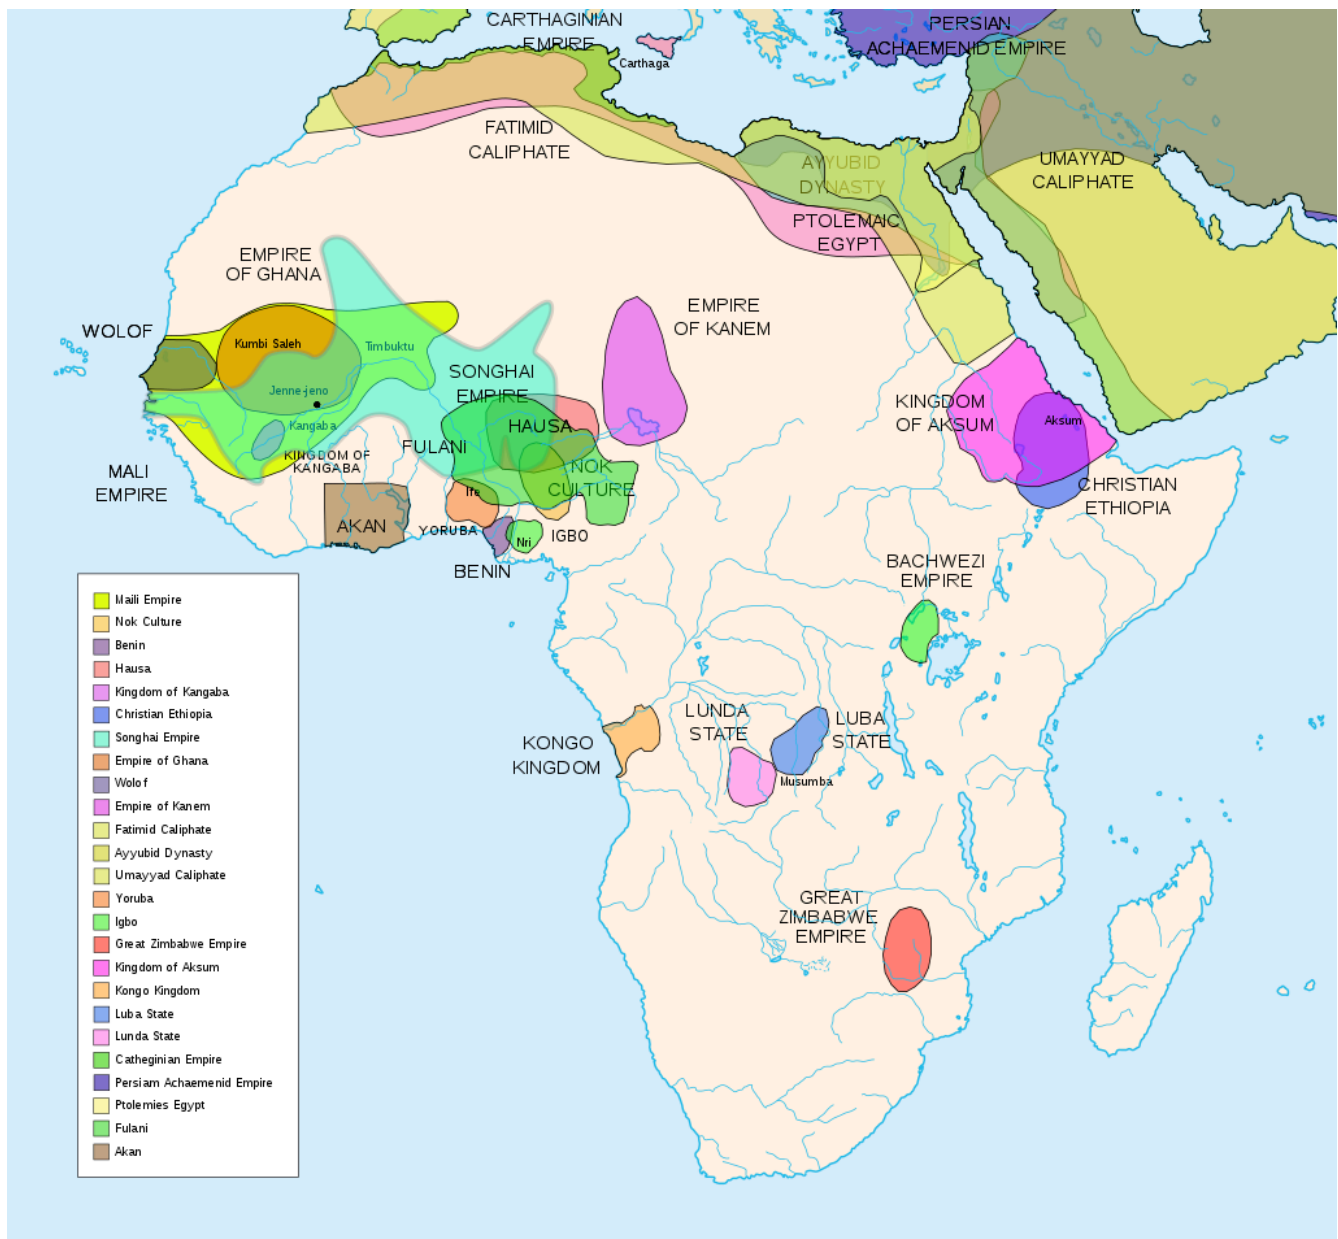 CARTHAGINIAN
EMPIRE
Carthaga
PERSIAN
ACHAEMENID EMPIRE
FATIMID
CALIPHATE
AYYUBID
DYNASTY
UMAYYAD
CALIPHATE
PTOLEMAIC
EGYPT
EMPIRE
OF GHANA
WOLOF
Kumbi Saleh
Timbuktu
EMPIRE
OF KANEM
Jenne-jeno
SONGHAI
EMPIRE
KINGDOM
OF AKSUM
Aksum
Kangaba
HAUSA
FULANI
KINGDOM OF
KANGABA
MALI
EMPIRE
NOK
CULTURE
CHRISTIAN
ETHIOPIA
Ife
AKAN
YORUBA
Nri
IGBO
BENIN
BACHWEZI
EMPIRE
LUNDA
STATE
LUBA
STATE
KONGO
KINGDOM
Musumba
GREAT
ZIMBABWE
EMPIRE
Maili Empire
Nok Culture
Benin
Hausa
Kingdom of Kangaba
Christian Ethiopia
Songhai Empire
Empire of Ghana
Wolof
Empire of Kanem
Fatimid Caliphate
Ayyubid Dynasty
Umayyad Caliphate
Yoruba
Igbo
Great Zimbabwe Empire
Kingdom of Aksum
Kongo Kingdom
Luba State
Lunda State
Catheginian Empire
Persiam Achaemenid Empire
Ptolemies Egypt
Fulani
Akan